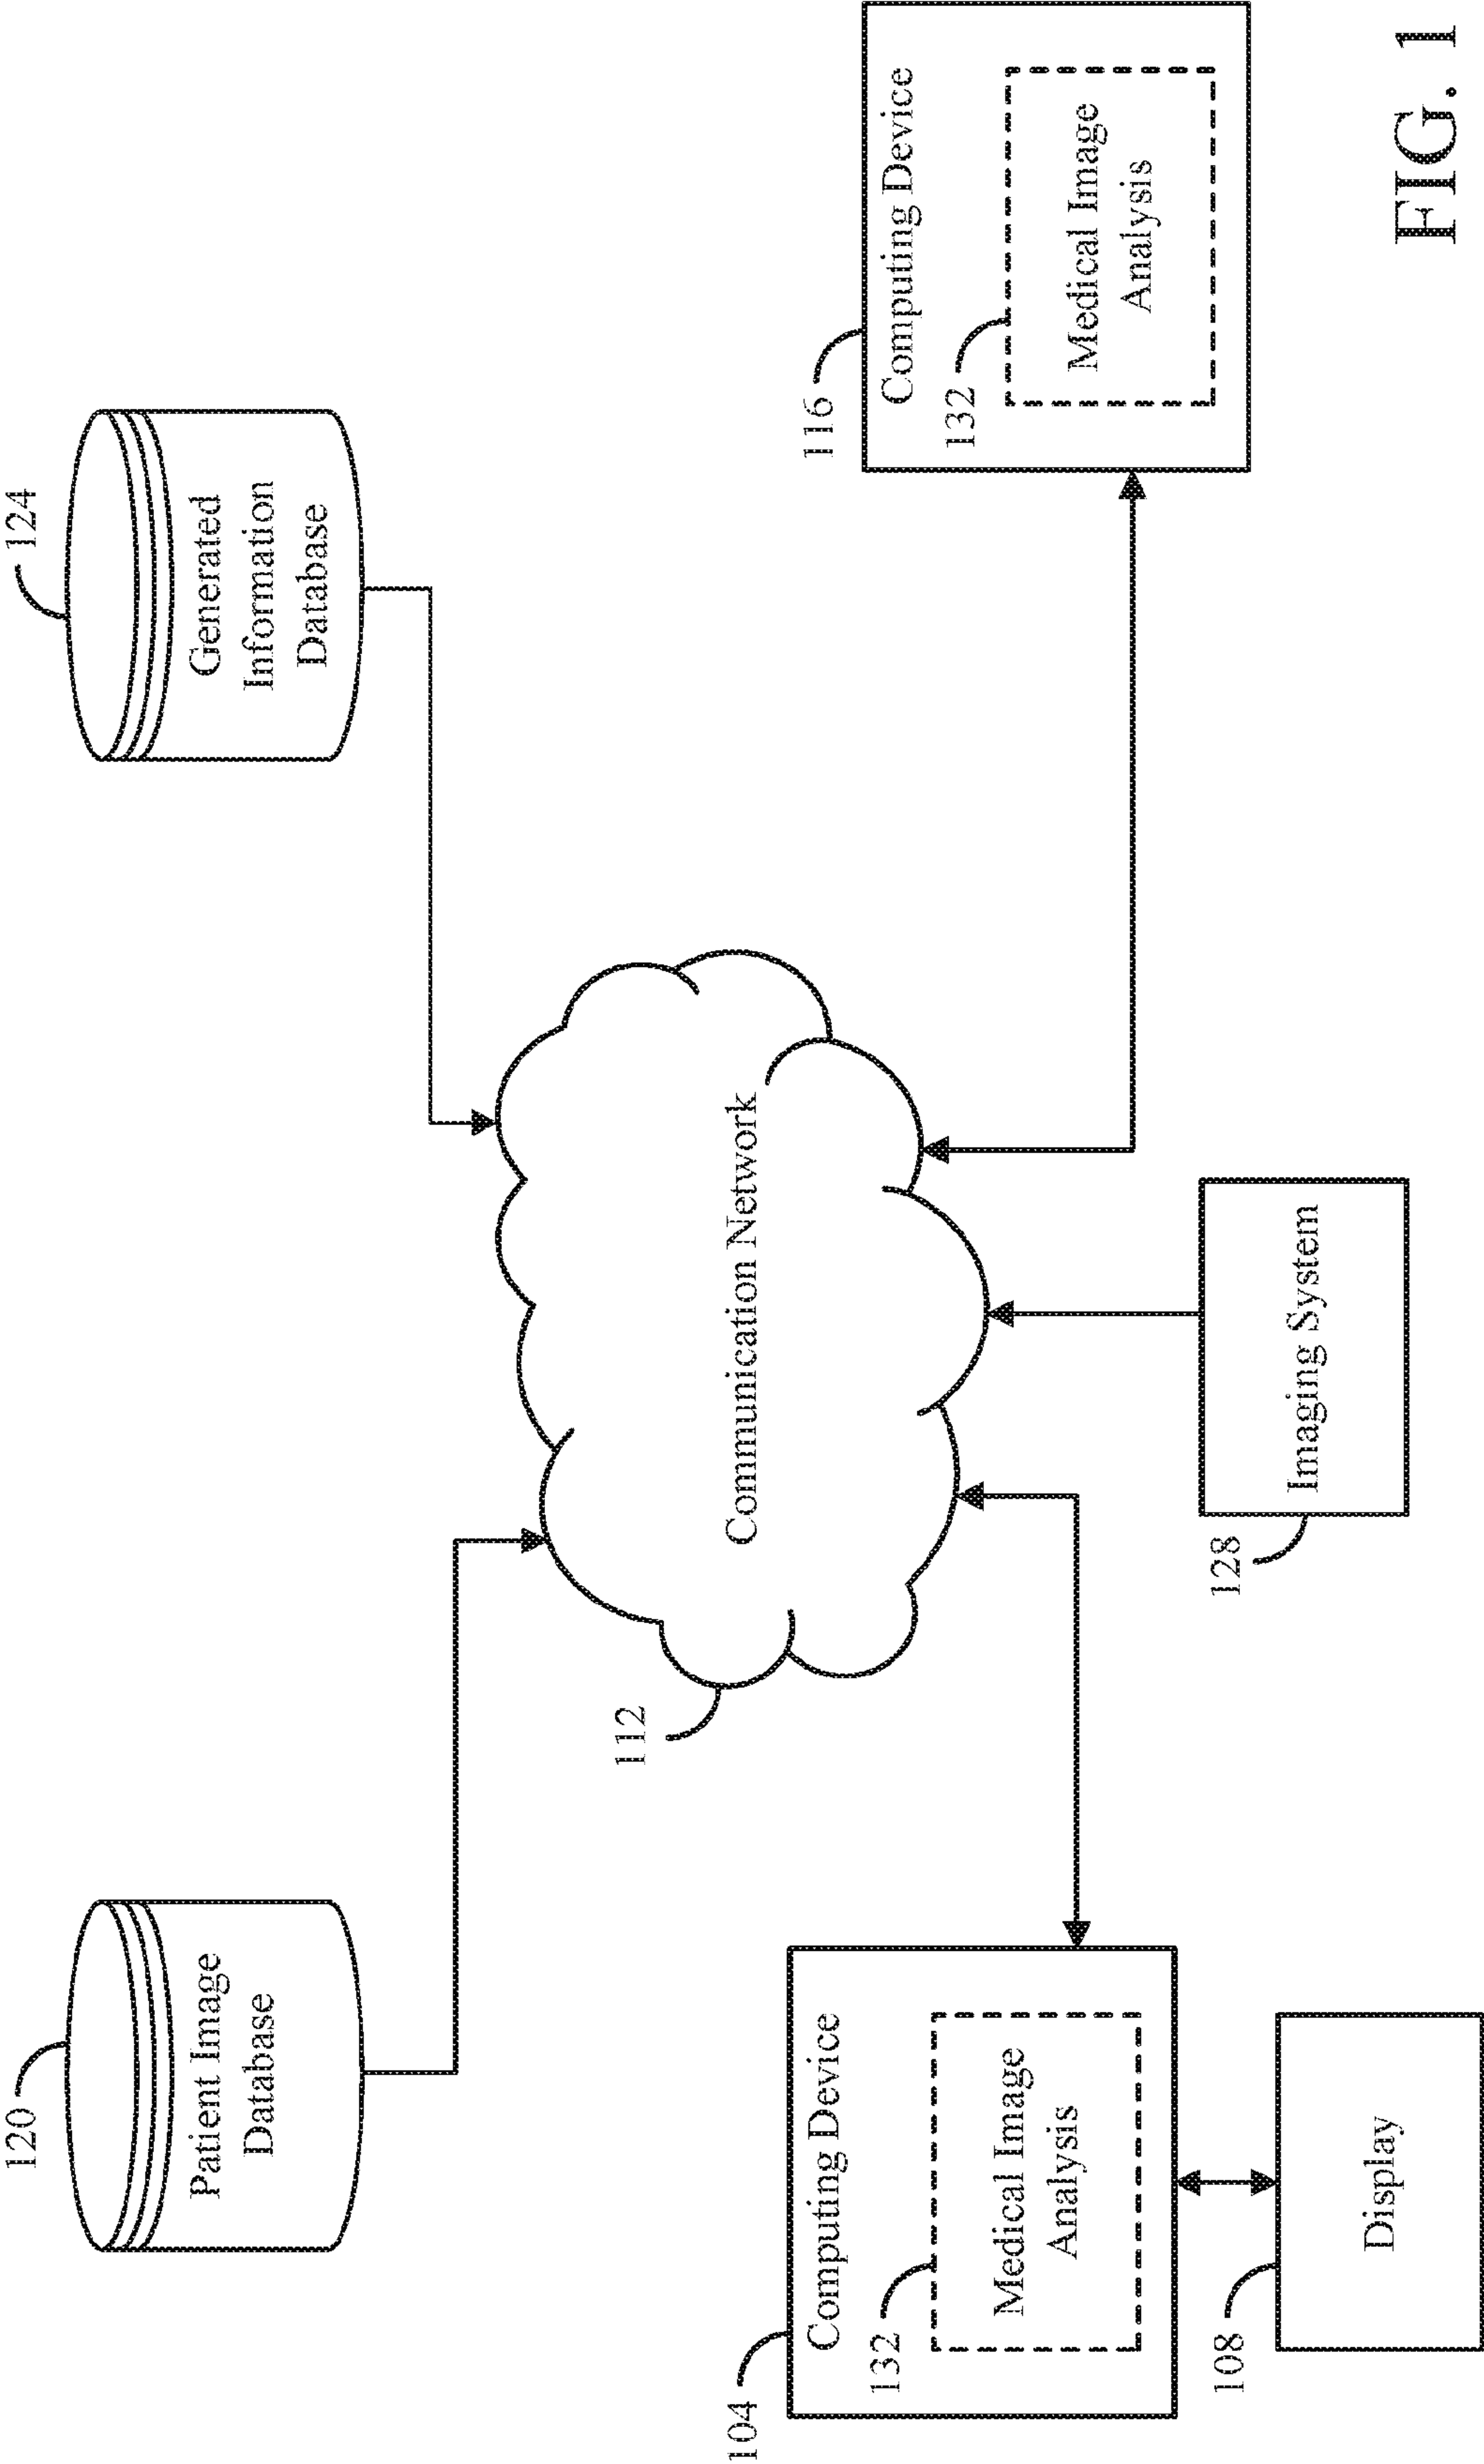 120
Patient Image
Database
124
Generated
Information
Database
112
Communication Network
104
Computing Device
132
Medical Image
Analysis
116
Computing Device
132
Medical Image
Analysis
108
Display
128
Imaging System
FIG. 1